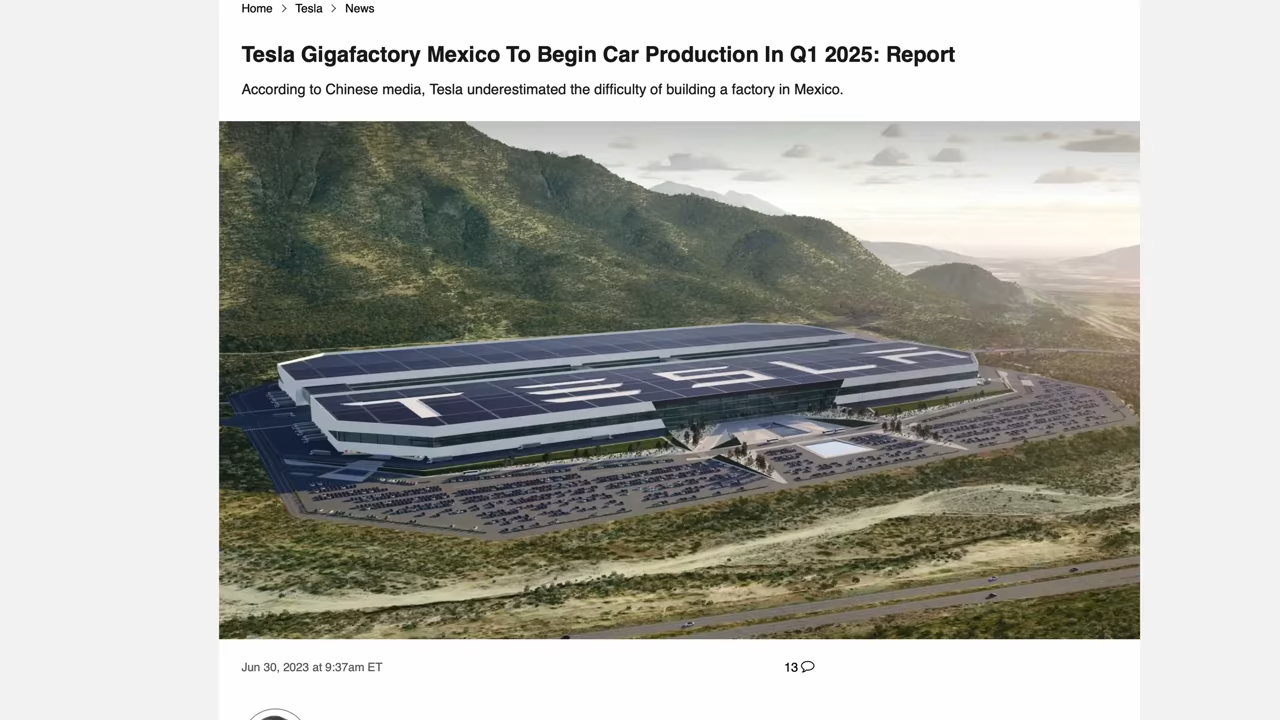 Home > Tesla > News
Tesla Gigafactory Mexico To Begin Car Production In Q1 2025: Report
According to Chinese media, Tesla underestimated the difficulty of building a factory in Mexico.
TESLA
Jun 30, 2023 at 9:37am ET
13